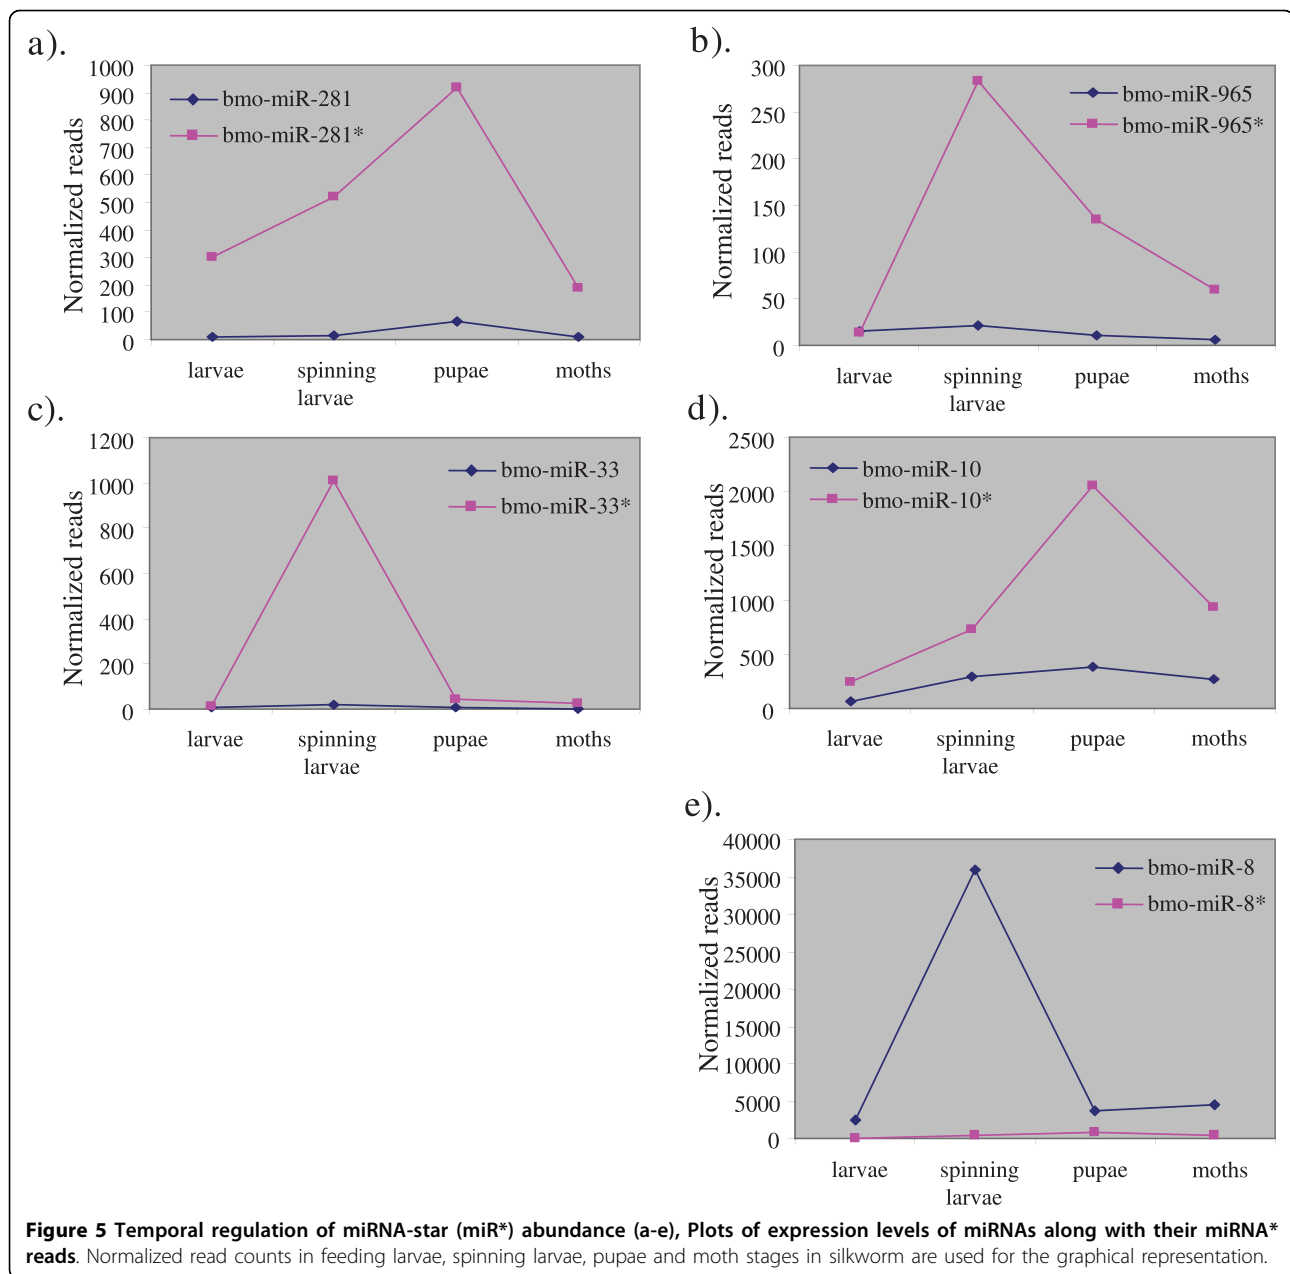 a).
1000
900
800
700
600
500
400
300
200
100
0
Normalized reads
bmo-miR-281
bmo-miR-281*
larvae
spinning
larvae
pupae
moths
b).
300
250
200
150
100
50
0
Normalized reads
bmo-miR-965
bmo-miR-965*
larvae
spinning
larvae
pupae
moths
c).
1200
1000
800
600
400
200
0
Normalized reads
bmo-miR-33
bmo-miR-33*
larvae
spinning
larvae
pupae
moths
d).
2500
2000
1500
1000
500
0
Normalized reads
bmo-miR-10
bmo-miR-10*
larvae
spinning
larvae
pupae
moths
e).
40000
35000
30000
25000
20000
15000
10000
5000
0
Normalized reads
bmo-miR-8
bmo-miR-8*
larvae
spinning
larvae
pupae
moths
Figure 5 Temporal regulation of miRNA-star (miR*) abundance (a-e), Plots of expression levels of miRNAs along with their miRNA*
reads. Normalized read counts in feeding larvae, spinning larvae, pupae and moth stages in silkworm are used for the graphical representation.